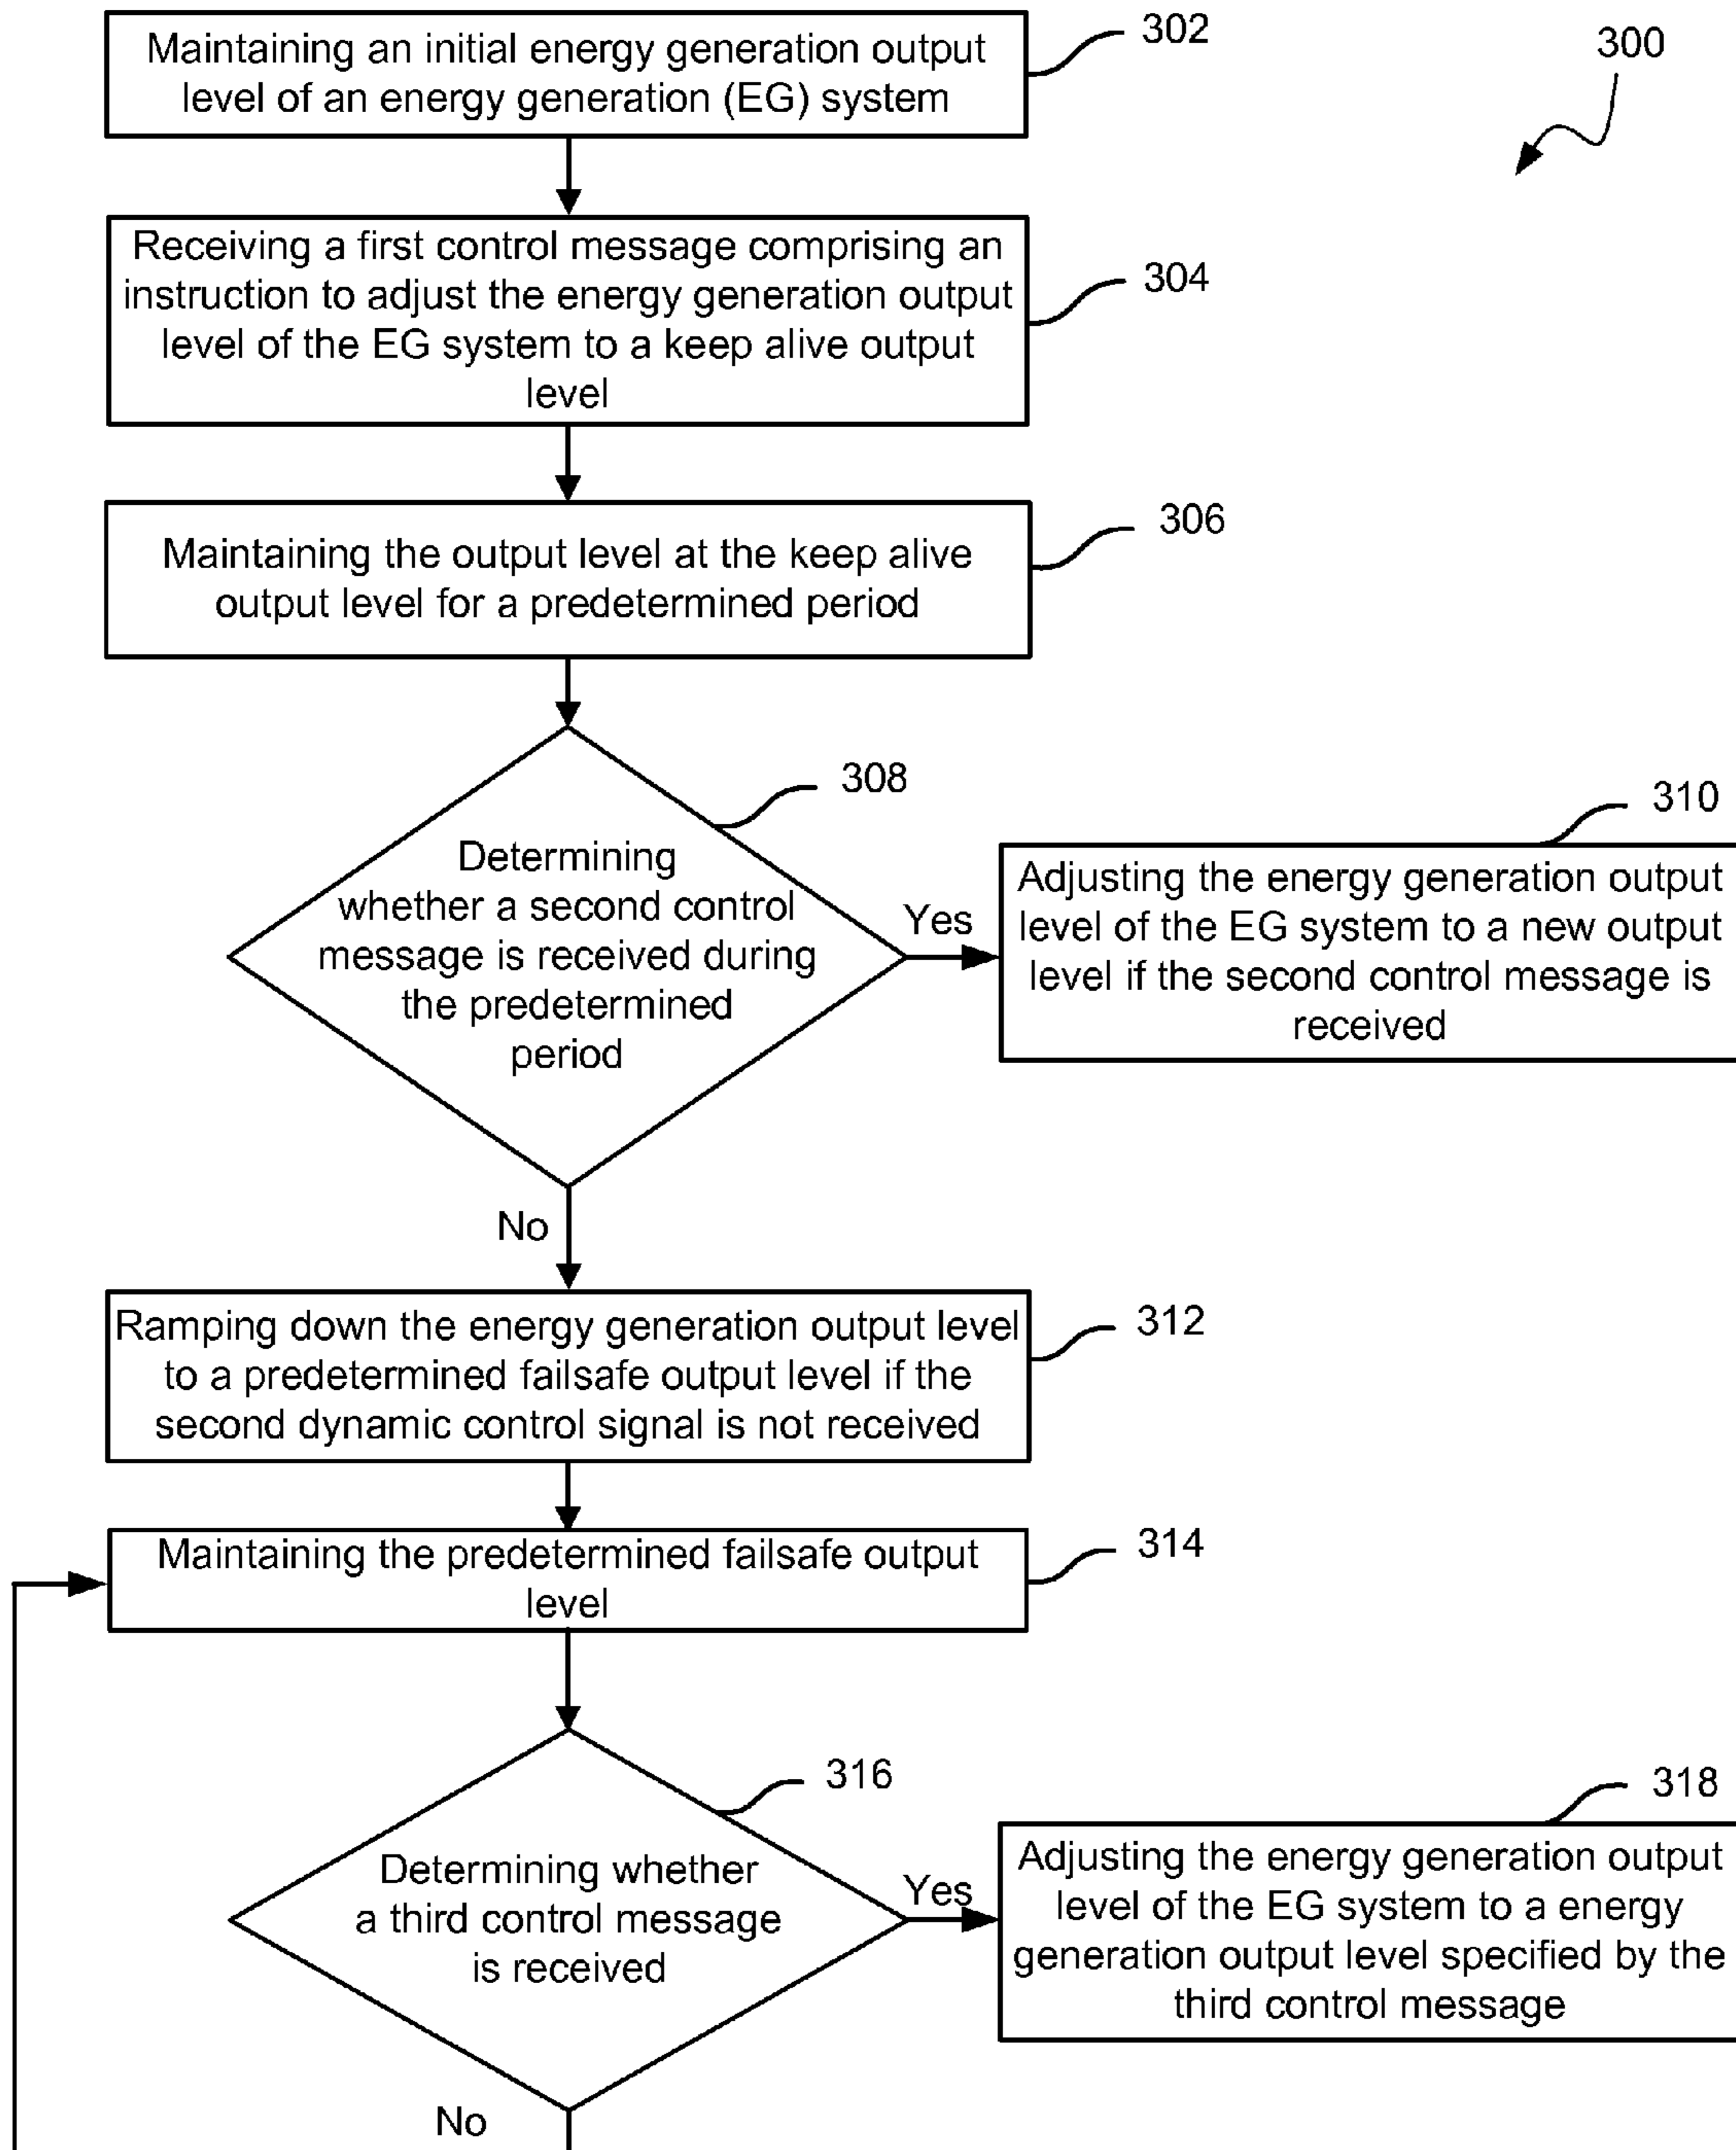 Maintaining an initial energy generation output
level of an energy generation (EG) system
302
300
Receiving a first control message comprising an
instruction to adjust the energy generation output
level of the EG system to a keep alive output
level
304
Maintaining the output level at the keep alive
output level for a predetermined period
306
308
Determining
whether a second control
message is received during
the predetermined
period
Yes
310
Adjusting the energy generation output
level of the EG system to a new output
level if the second control message is
received
No
Ramping down the energy generation output level
to a predetermined failsafe output level if the
second dynamic control signal is not received
312
Maintaining the predetermined failsafe output
level
314
316
Determining whether
a third control message
is received
Yes
318
Adjusting the energy generation output
level of the EG system to a energy
generation output level specified by the
third control message
No